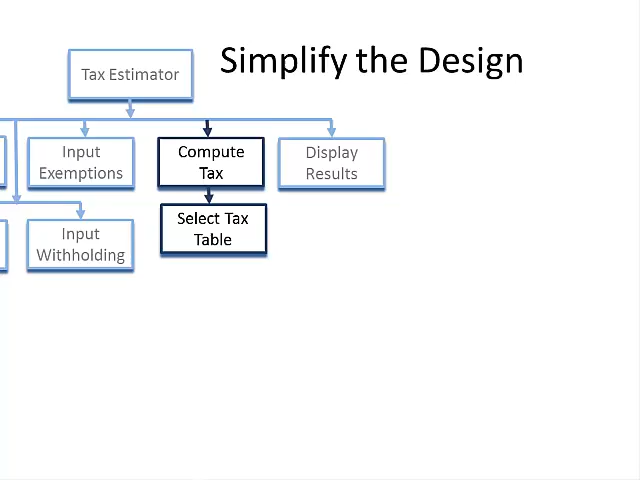 Simplify the Design
Tax Estimator
Input
Exemptions
Compute
Tax
Display
Results
Input
Withholding
Select Tax
Table